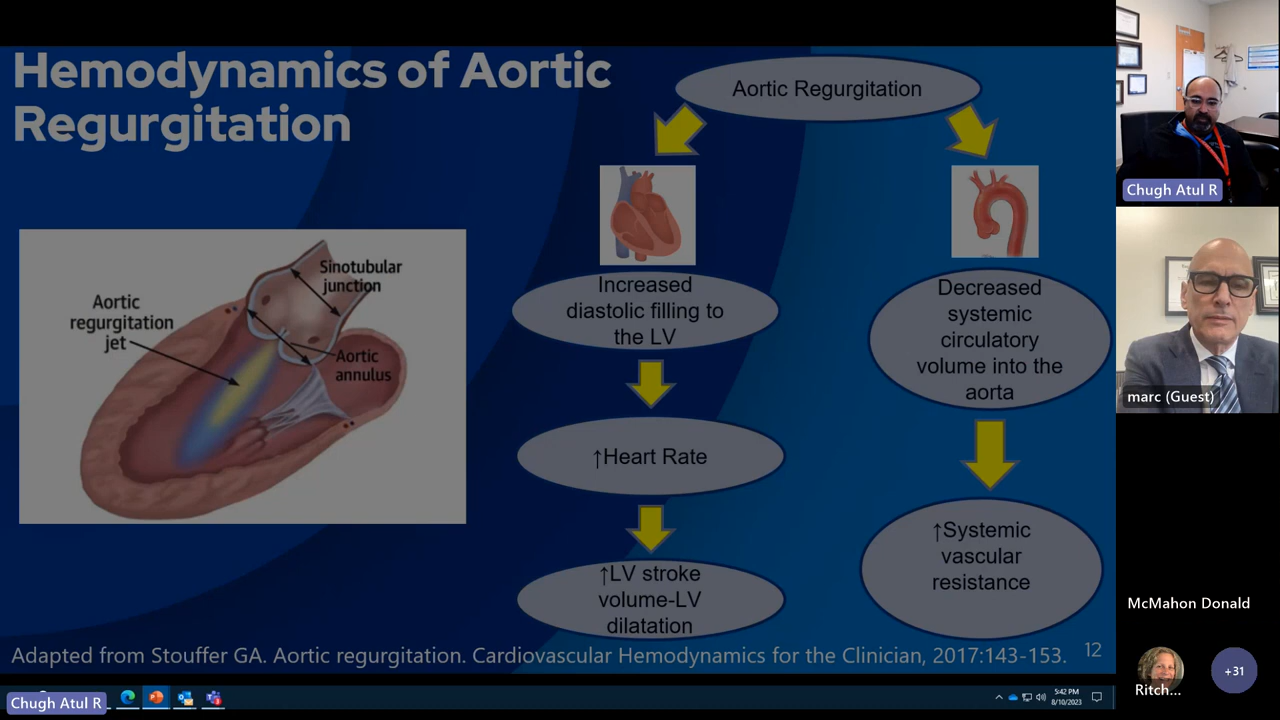 Hemodynamics of Aortic
Regurgitation
Aortic
regurgitation
jet
Sinotubular
junction
Aortic
annulus
Aortic Regurgitation
Increased
diastolic filling to
the LV
↑Heart Rate
↑LV stroke
volume-LV
dilatation
Decreased
systemic
circulatory
volume into the
aorta
↑Systemic
vascular
resistance
Adapted from Stouffer GA. Aortic regurgitation. Cardiovascular Hemodynamics for the Clinician, 2017:143-153.
12
Chugh Atul R
5:42 PM
8/10/2023
Chugh Atul R
marc (Guest)
McMahon Donald
Ritch...
+31